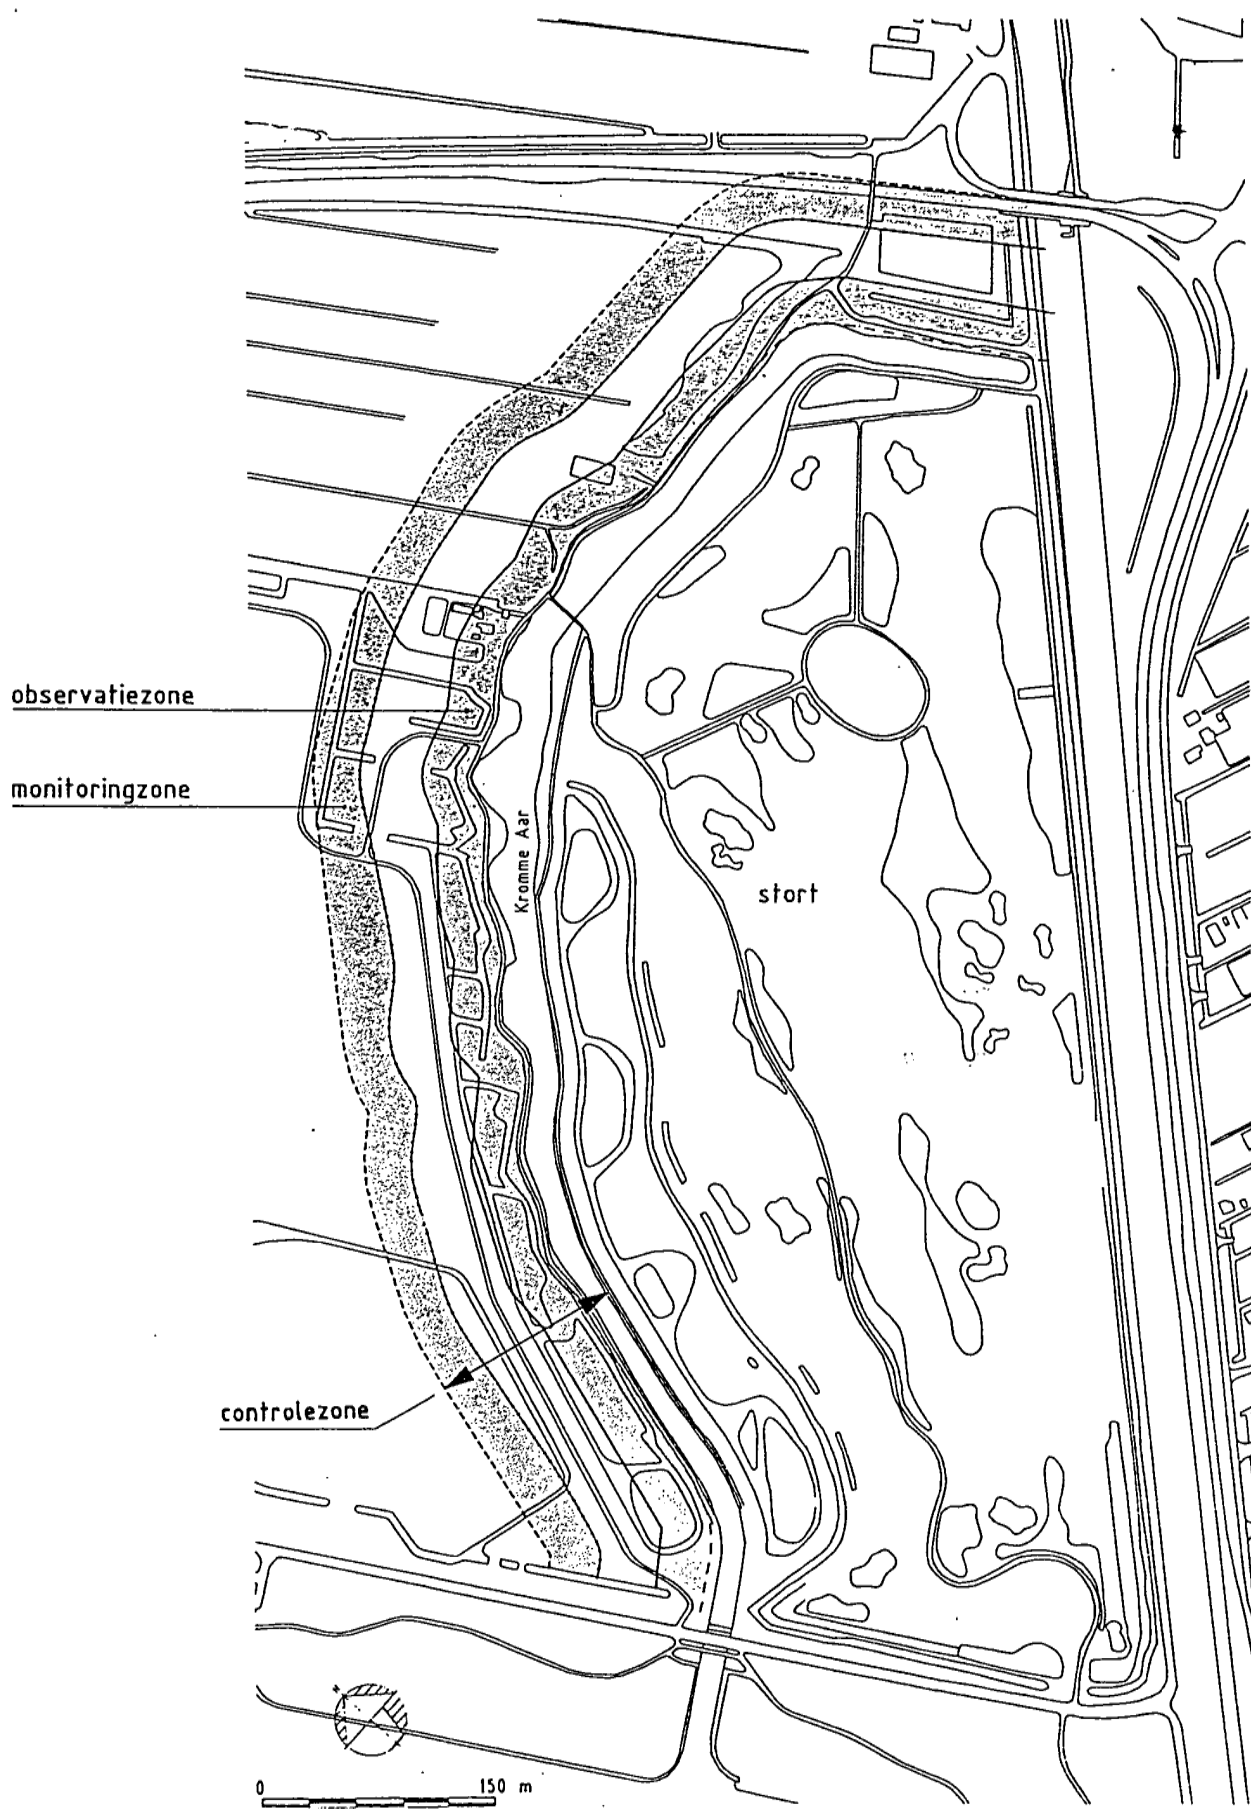 observatiezone
monitoringzone
Kromme Aar
stort
controlezone
N
0 150 m